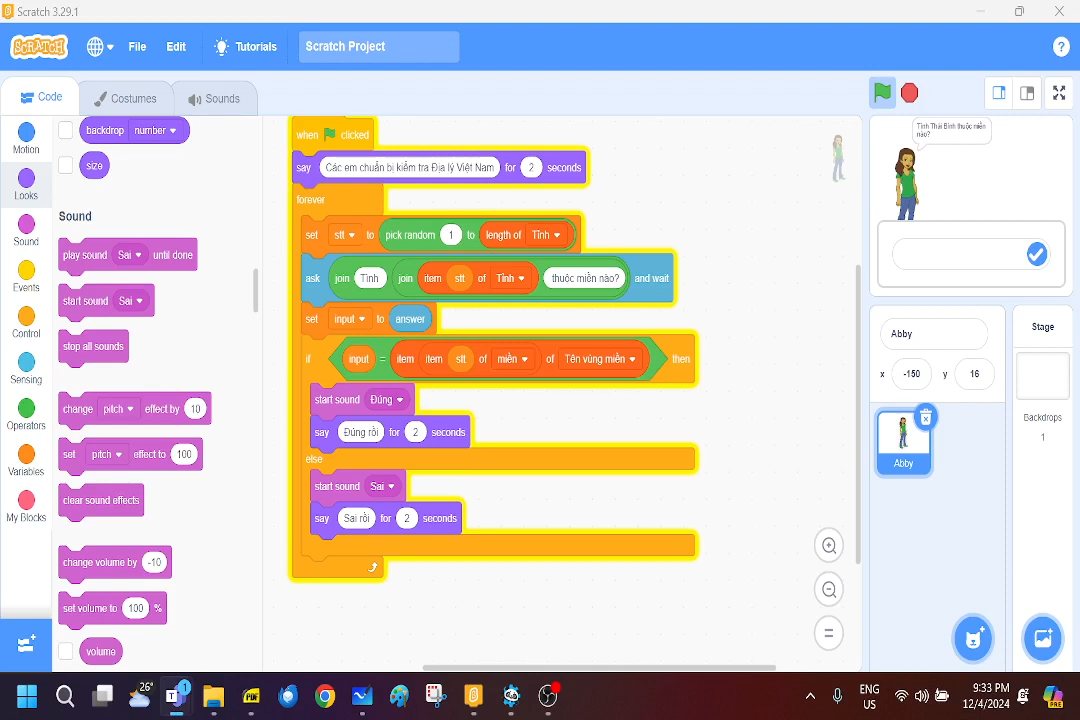 Scratch 3.29.1
SCRATCH File Edit Tutorials Scratch Project ?
Code Costumes Sounds
Motion
Looks
Sound
Events
Control
Sensing
Operators
Variables
My Blocks
backdrop number
size
Sound
play sound Sai until done
start sound Sai
stop all sounds
change pitch effect by 10
set pitch effect to 100
clear sound effects
change volume by -10
set volume to 100 %
volume
when clicked
say Các em chuẩn bị kiểm tra Địa lý Việt Nam for 2 seconds
forever
set stt to pick random 1 to length of Tỉnh
ask join Tỉnh join item stt of Tỉnh thuộc miền nào? and wait
set input to answer
if input = item item stt of miền of Tên vùng miền then
start sound Đúng
say Đúng rồi for 2 seconds
else
start sound Sai
say Sai rồi for 2 seconds
Tỉnh Thái Bình thuộc miền
nào?
Abby
x -150 y 16
Abby
Stage
Backdrops
1
26°
1
ENG
US
9:33 PM
12/4/2024
PDF
PRE